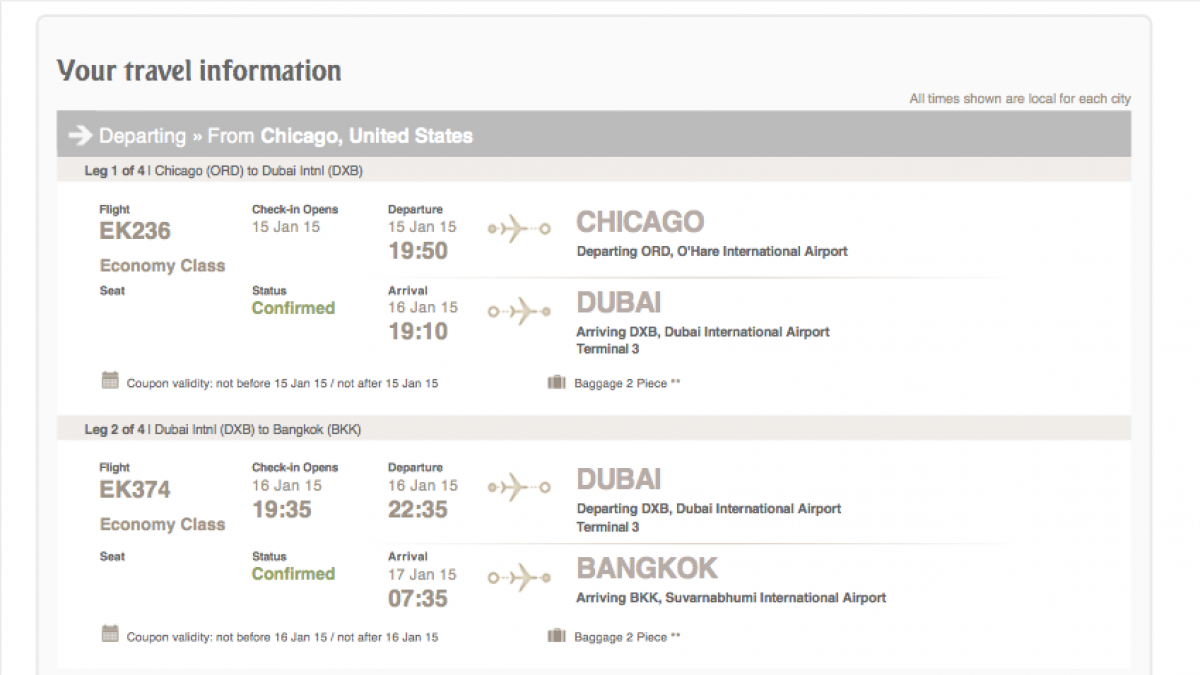 Your travel information
All times shown are local for each city
Departing » From Chicago, United States
Leg 1 of 4 | Chicago (ORD) to Dubai Intnl (DXB)
Flight
EK236
Economy Class
Check-in Opens
15 Jan 15
Departure
15 Jan 15
19:50
CHICAGO
Departing ORD, O'Hare International Airport
Seat
Status
Confirmed
Arrival
16 Jan 15
19:10
DUBAI
Arriving DXB, Dubai International Airport
Terminal 3
Coupon validity: not before 15 Jan 15 / not after 15 Jan 15
Baggage 2 Piece **
Leg 2 of 4 | Dubai Intnl (DXB) to Bangkok (BKK)
Flight
EK374
Economy Class
Check-in Opens
16 Jan 15
19:35
Departure
16 Jan 15
22:35
DUBAI
Departing DXB, Dubai International Airport
Terminal 3
Seat
Status
Confirmed
Arrival
17 Jan 15
07:35
BANGKOK
Arriving BKK, Suvarnabhumi International Airport
Coupon validity: not before 16 Jan 15 / not after 16 Jan 15
Baggage 2 Piece **